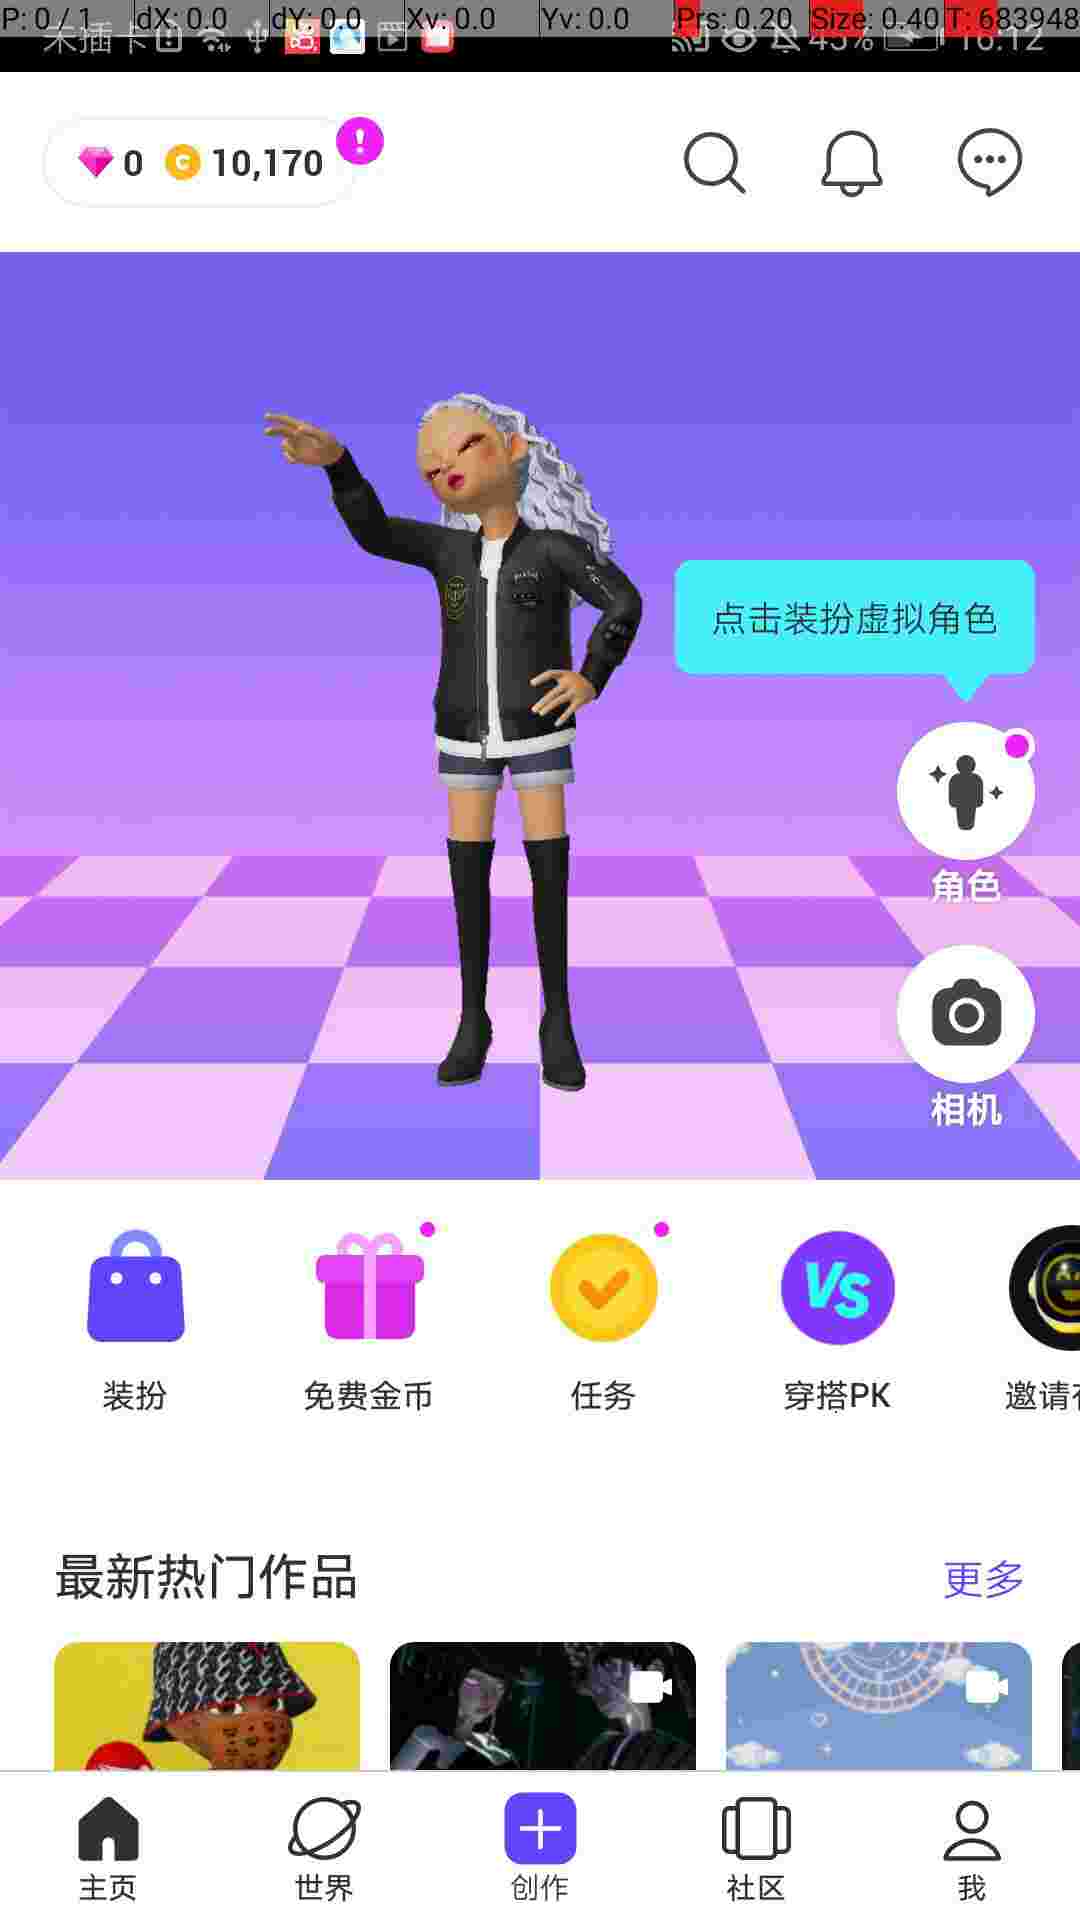 P: 0 / 1 dX: 0.0 dY: 0.0 Xv: 0.0 Yv: 0.0 Prs: 0.20 Size: 0.40 T: 683948
未插卡 45% 16:12
0 C 10,170 !
点击装扮虚拟角色
角色
相机
VS
装扮 免费金币 任务 穿搭PK 邀请
最新热门作品 更多
主页 世界 创作 社区 我